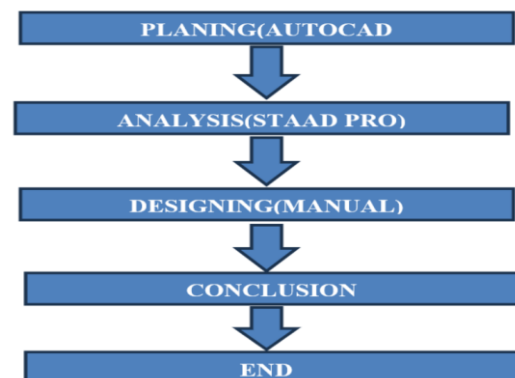 PLANING(AUTOCAD
ANALYSIS(STAAD PRO)
DESIGNING(MANUAL)
CONCLUSION
END